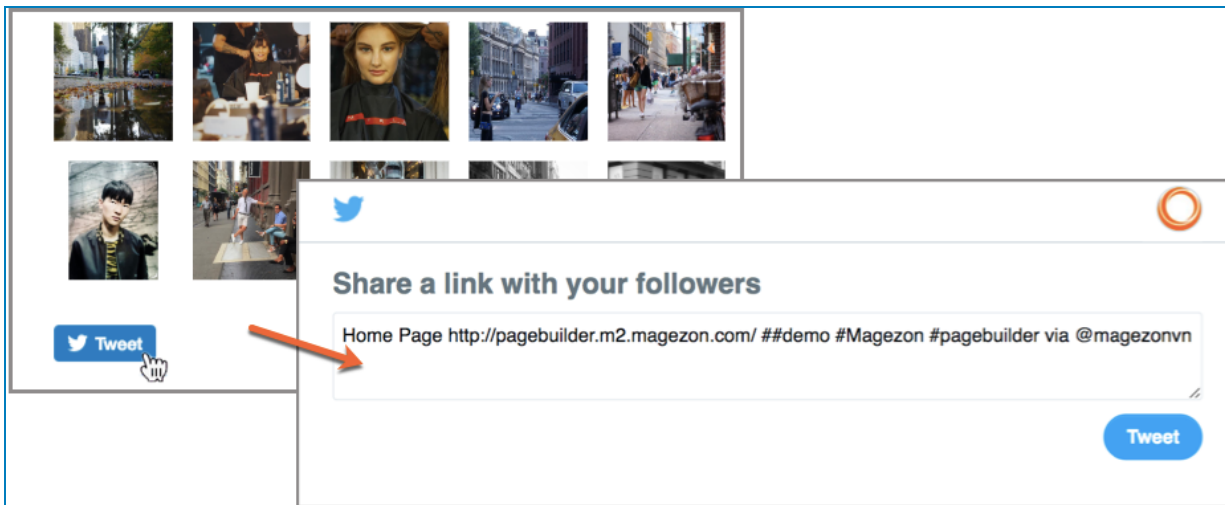 Tweet
Share a link with your followers
Home Page http://pagebuilder.m2.magezon.com/ ##demo #Magezon #pagebuilder via @magezonvn
Tweet